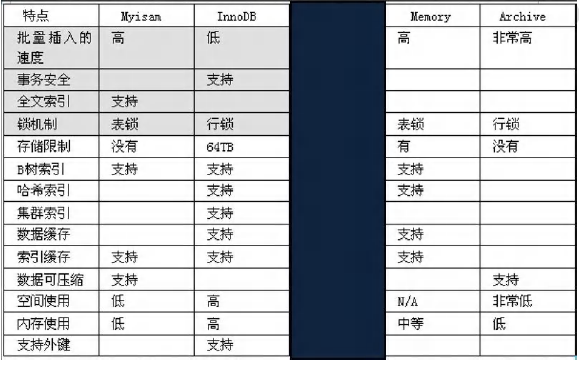 特点 Myisam InnoDB Memory Archive
批量插入的 高 低 高 非常高
速度
事务安全 支持
全文索引 支持
锁机制 表锁 行锁 表锁 行锁
存储限制 没有 64TB 有 没有
B树索引 支持 支持 支持
哈希索引 支持 支持
集群索引 支持
数据缓存 支持 支持
索引缓存 支持 支持 支持
数据可压缩 支持 支持
空间使用 低 高 N/A 非常低
内存使用 低 高 中等 低
支持外键 支持